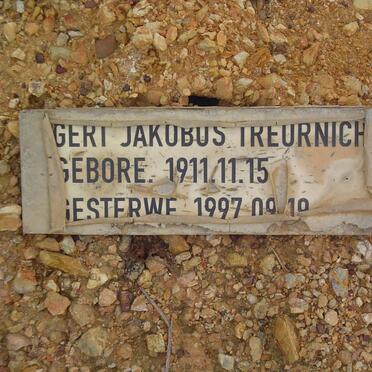 GERT JAKOBUS TREURNICH
GEBORE. 1911.11.15
GESTERWE. 1997.09.19